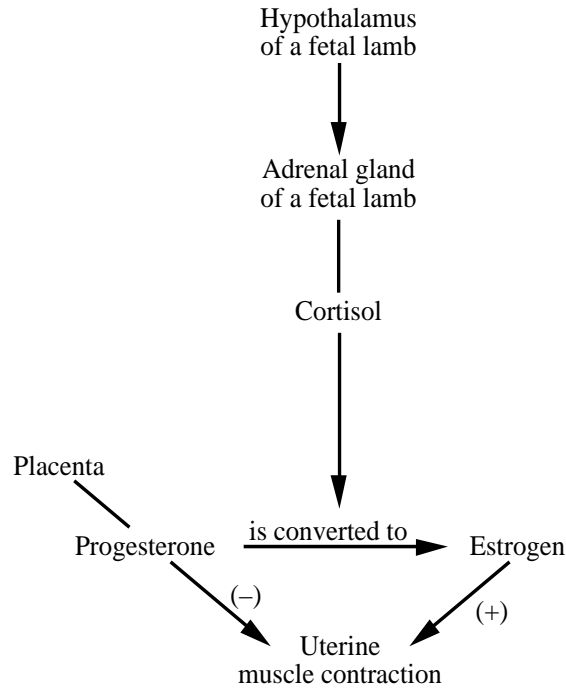 Hypothalamus
of a fetal lamb
Adrenal gland
of a fetal lamb
Cortisol
Placenta
Progesterone
is converted to
Estrogen
(–)
(+)
Uterine
muscle contraction